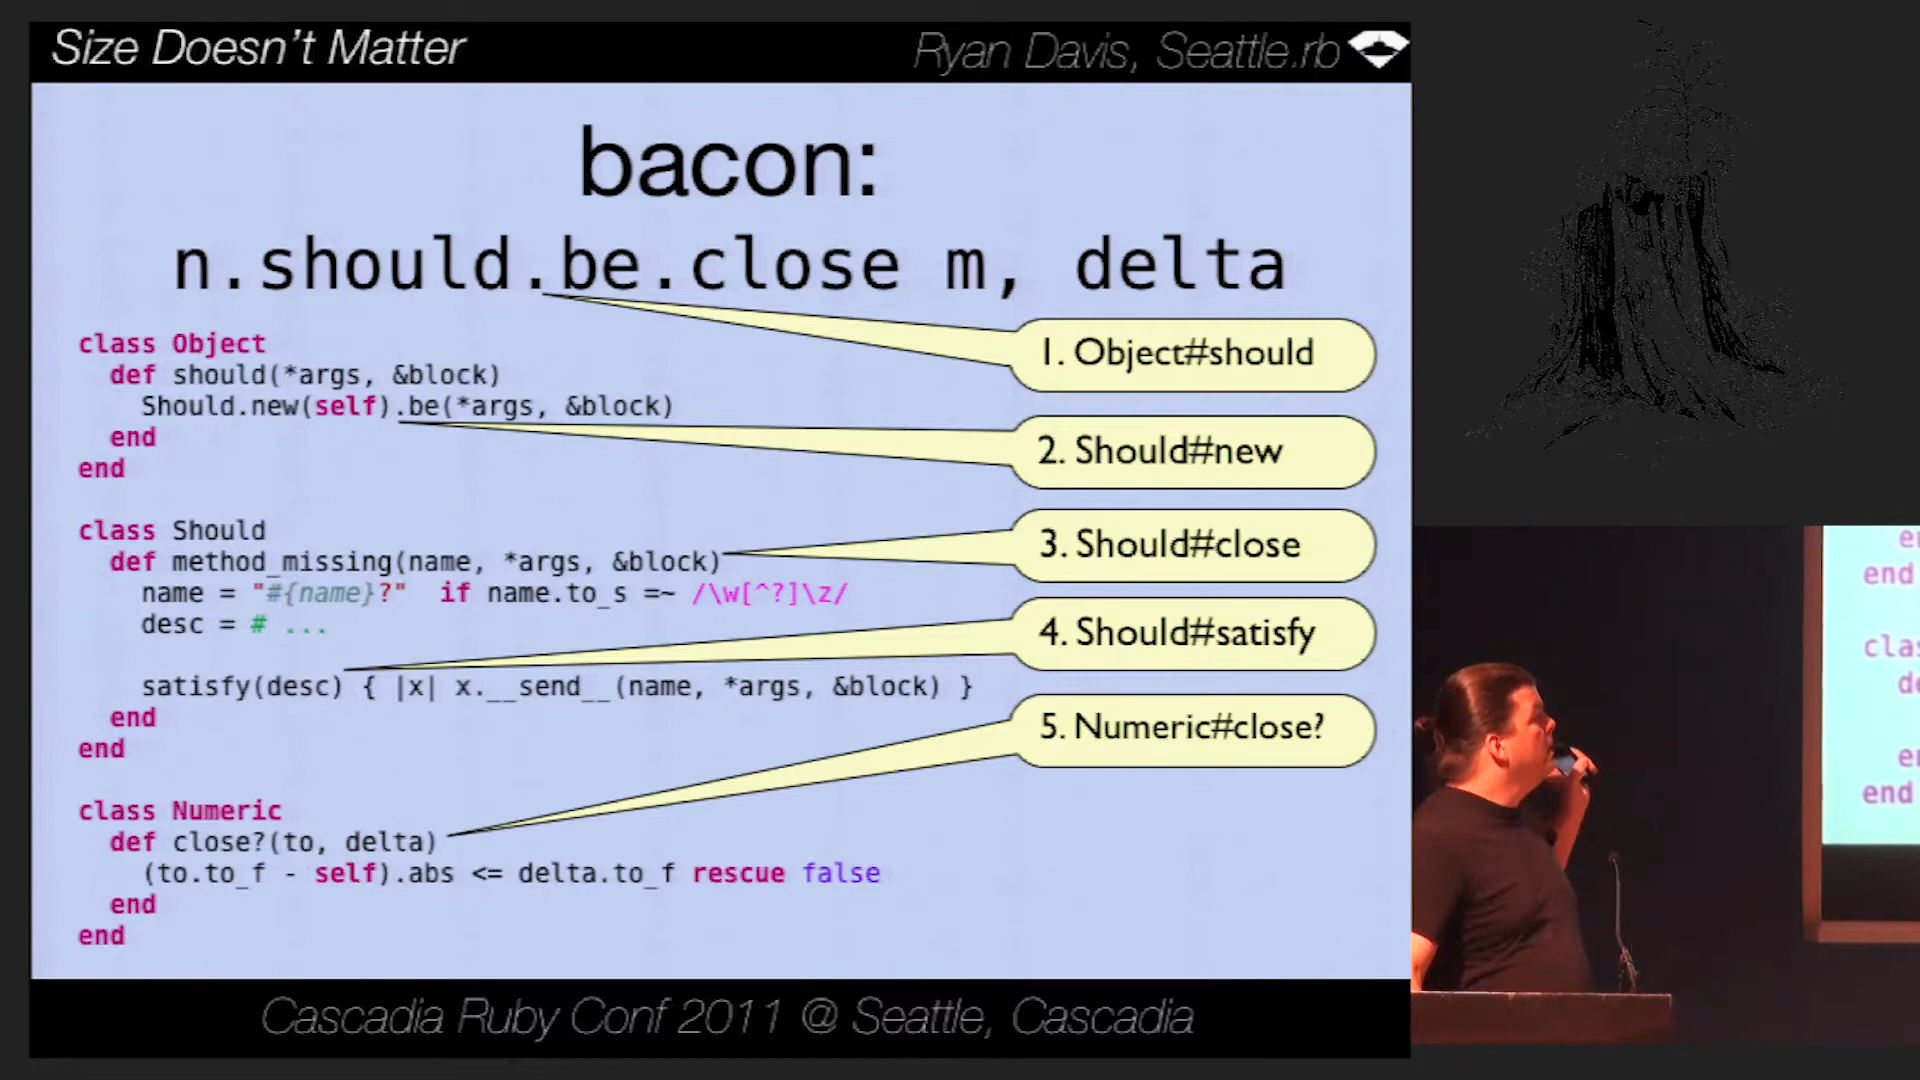 Size Doesn't Matter
Ryan Davis, Seattle.rb
bacon:
n.should.be.close m, delta
class Object
def should(*args, &block)
Should.new(self).be(*args, &block)
end
end
class Should
def method_missing(name, *args, &block)
name = "#{name}?" if name.to_s =~ /\w[^?]\z/
desc = # ...
satisfy(desc) { |x| x.__send__(name, *args, &block) }
end
end
class Numeric
def close?(to, delta)
(to.to_f - self).abs <= delta.to_f rescue false
end
end
1. Object#should
2. Should#new
3. Should#close
4. Should#satisfy
5. Numeric#close?
Cascadia Ruby Conf 2011 @ Seattle, Cascadia
end
end